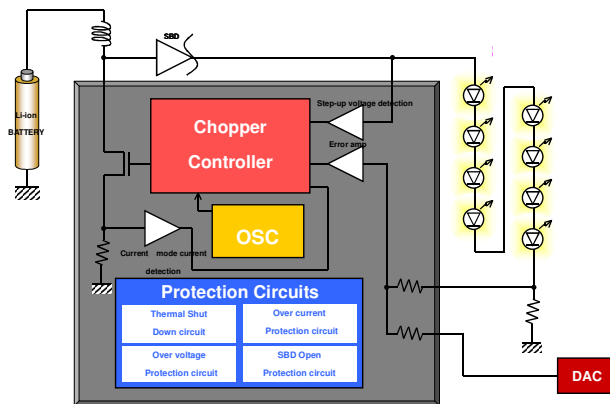 SBD
Li-ion
BATTERY
Step-up voltage detection
Chopper
Controller
Error amp
OSC
Current mode current
detection
Protection Circuits
Thermal Shut
Down circuit
Over current
Protection circuit
Over voltage
Protection circuit
SBD Open
Protection circuit
DAC